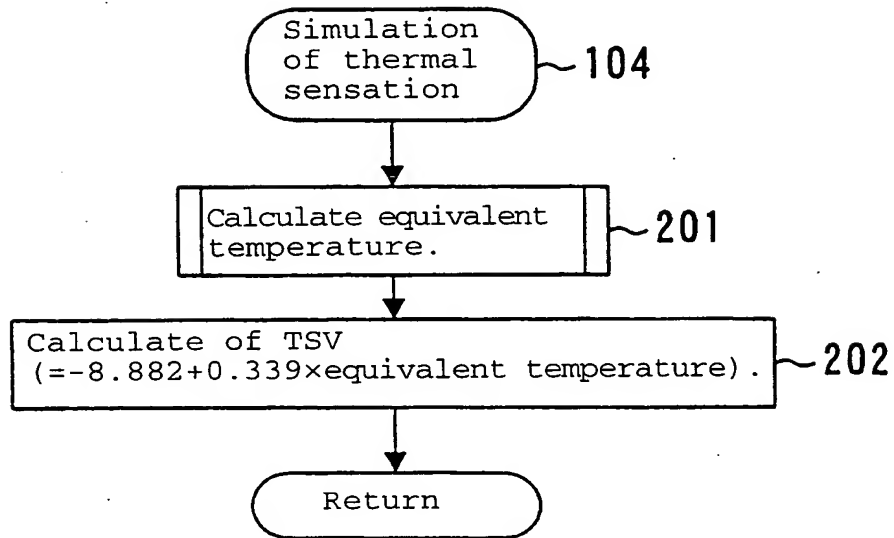 Simulation
of thermal
sensation
104
Calculate equivalent
temperature.
201
Calculate of TSV
(=-8.882+0.339×equivalent temperature).
202
Return